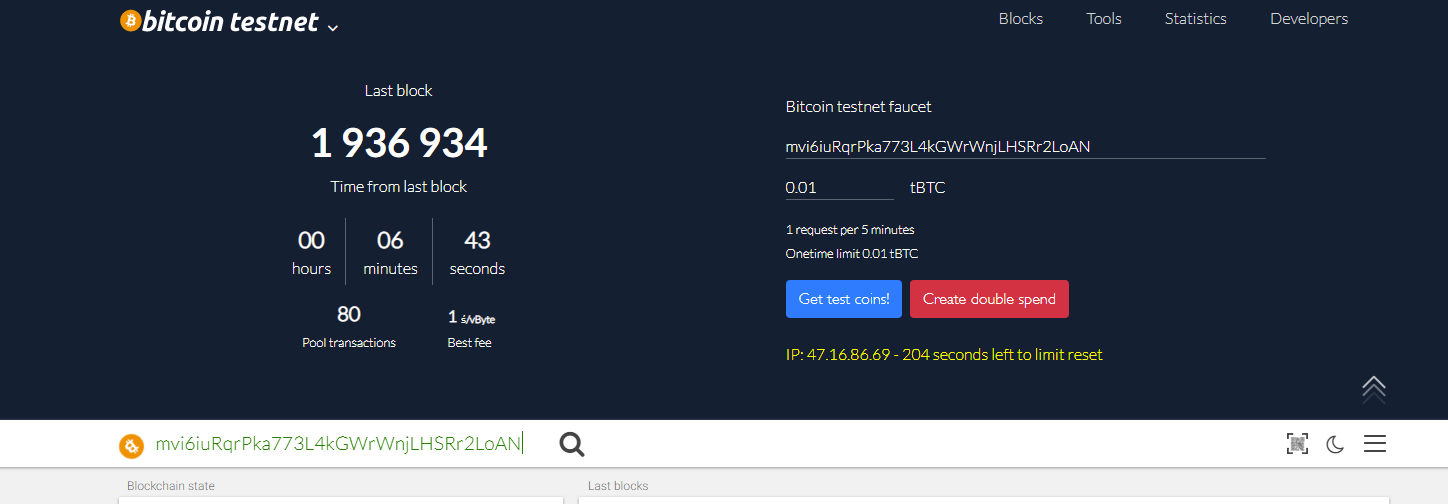 bitcoin testnet
Blocks Tools Statistics Developers
Last block
1 936 934
Time from last block
00 06 43
hours minutes seconds
80 1 ś/vByte
Pool transactions Best fee
Bitcoin testnet faucet
mvi6iuRqrPka773L4kGWrWnjLHSRr2LoAN
0.01 tBTC
1 request per 5 minutes
Onetime limit 0.01 tBTC
Get test coins! Create double spend
IP: 47.16.86.69 - 204 seconds left to limit reset
mvi6iuRqrPka773L4kGWrWnjLHSRr2LoAN
Blockchain state Last blocks